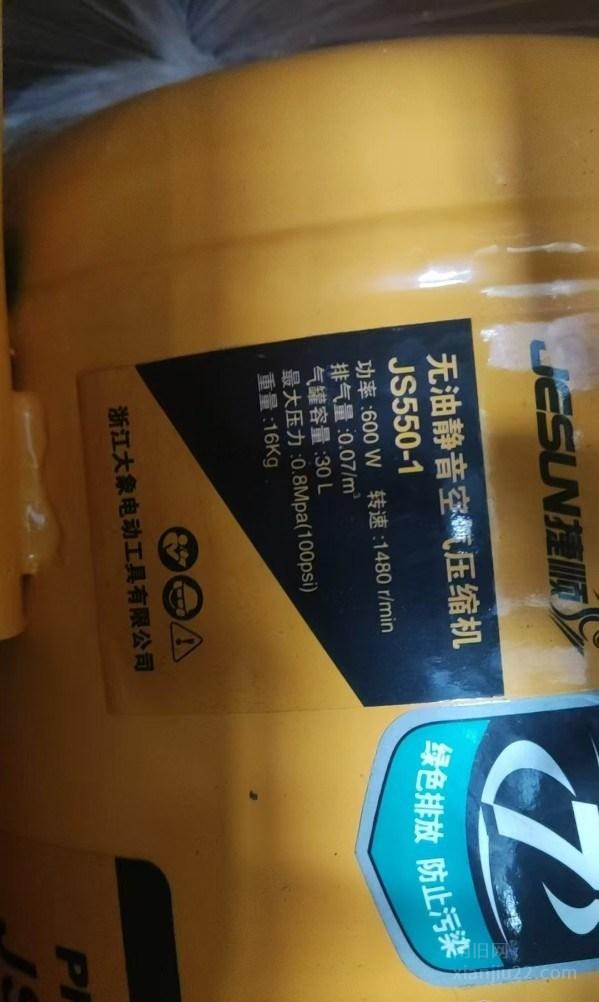 JESUN捷顺
无油静音空气压缩机
JS550-1
功率:600 W 转速:1480 r/min
排气量:0.07/m³
气罐容量:30 L
最大压力:0.8Mpa(100psi)
重量:16Kg
浙江大象电动工具有限公司
绿色排放 防止污染
xianjiu22.com